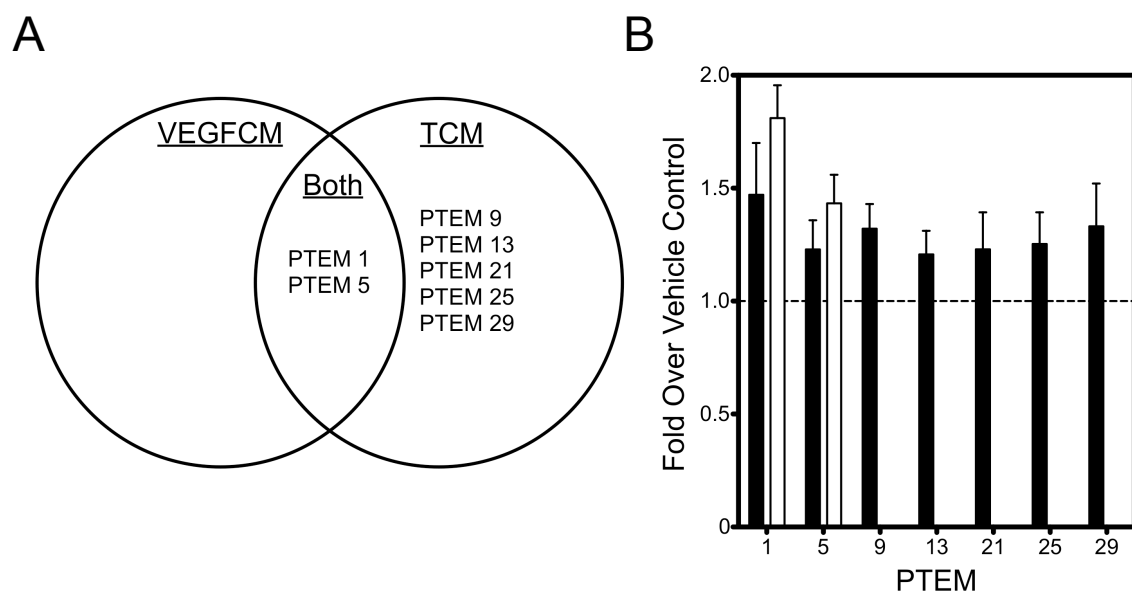 A
VEGFCM
TCM
Both
PTEM 1
PTEM 5
PTEM 9
PTEM 13
PTEM 21
PTEM 25
PTEM 29
B
Fold Over Vehicle Control
2.0
1.5
1.0
0.5
0
1 5 9 13 21 25 29
PTEM